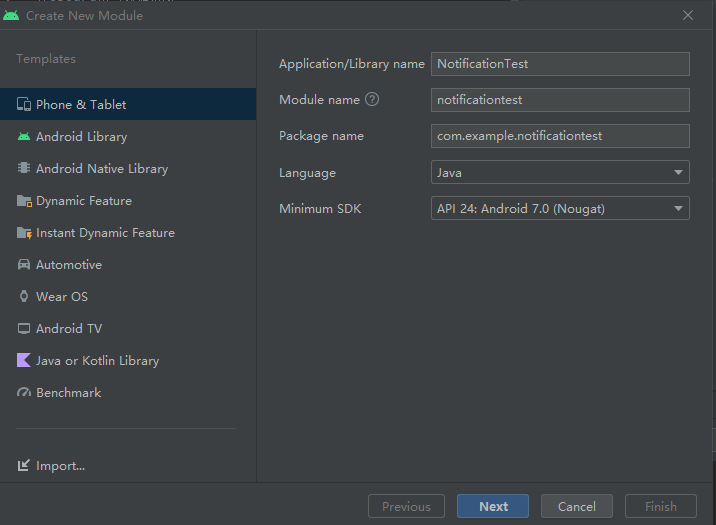 Create New Module
Templates
Phone & Tablet
Android Library
Android Native Library
Dynamic Feature
Instant Dynamic Feature
Automotive
Wear OS
Android TV
Java or Kotlin Library
Benchmark
Import...
Application/Library name NotificationTest
Module name ? notificationtest
Package name com.example.notificationtest
Language Java
Minimum SDK API 24: Android 7.0 (Nougat)
Previous Next Cancel Finish